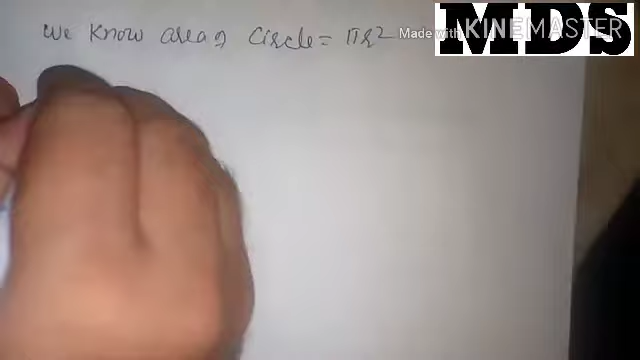 We know area of circle = πr²
Made with KINEMASTER
MDS